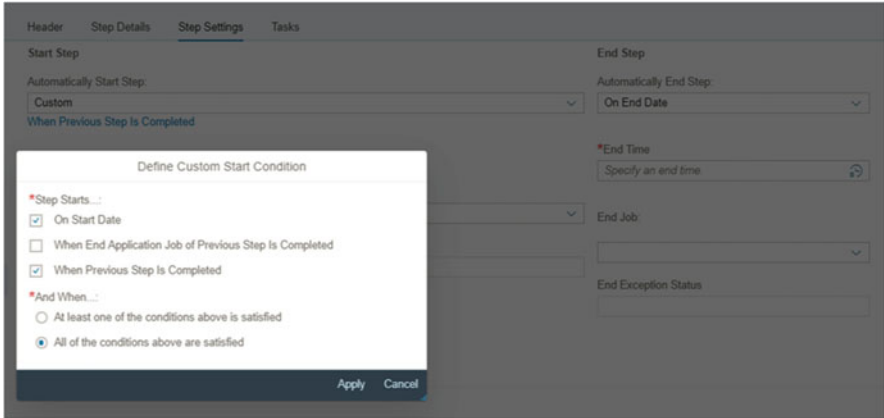 Header Step Details Step Settings Tasks
Start Step
End Step
Automatically Start Step:
Automatically End Step:
Custom
On End Date
When Previous Step Is Completed
*End Time
Specify an end time
Define Custom Start Condition
*Step Starts...:
On Start Date
When End Application Job of Previous Step Is Completed
When Previous Step Is Completed
*And When...:
At least one of the conditions above is satisfied
All of the conditions above are satisfied
Apply Cancel
End Job:
End Exception Status